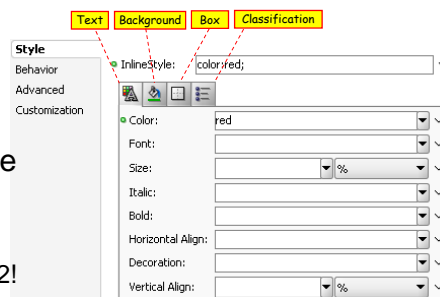 Text Background Box Classification
Style
Behavior
Advanced
Customization
InlineStyle: color:red;
Color: red
Font:
Size: %
Italic:
Bold:
Horizontal Align:
Decoration:
Vertical Align: %
e
2!